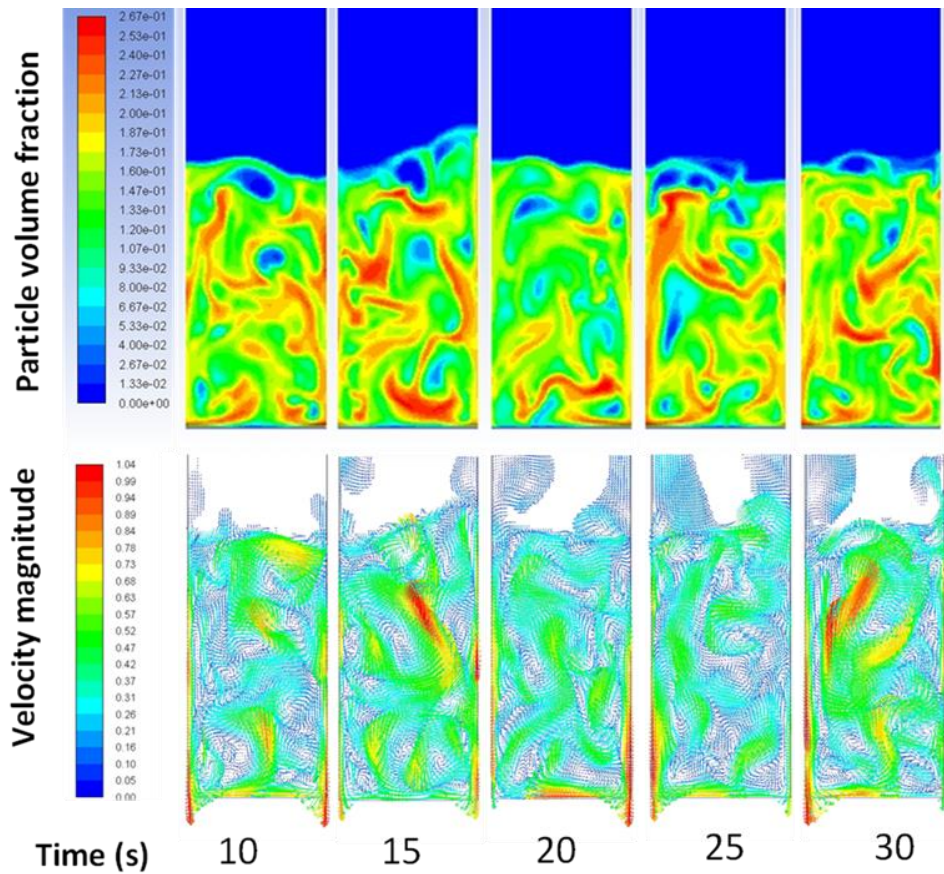 Particle volume fraction
2.67e-01
2.53e-01
2.40e-01
2.27e-01
2.13e-01
2.00e-01
1.87e-01
1.73e-01
1.60e-01
1.47e-01
1.33e-01
1.20e-01
1.07e-01
9.33e-02
8.00e-02
6.67e-02
5.33e-02
4.00e-02
2.67e-02
1.33e-02
0.00e+00
Velocity magnitude
1.04
0.99
0.94
0.89
0.84
0.78
0.73
0.68
0.63
0.57
0.52
0.47
0.42
0.37
0.31
0.26
0.21
0.16
0.10
0.05
0.00
Time (s) 10 15 20 25 30